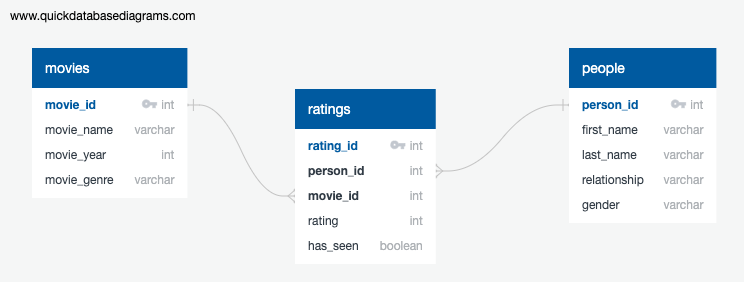 www.quickdatabasediagrams.com
movies
movie_id int
movie_name varchar
movie_year int
movie_genre varchar
ratings
rating_id int
person_id int
movie_id int
rating int
has_seen boolean
people
person_id int
first_name varchar
last_name varchar
relationship varchar
gender varchar